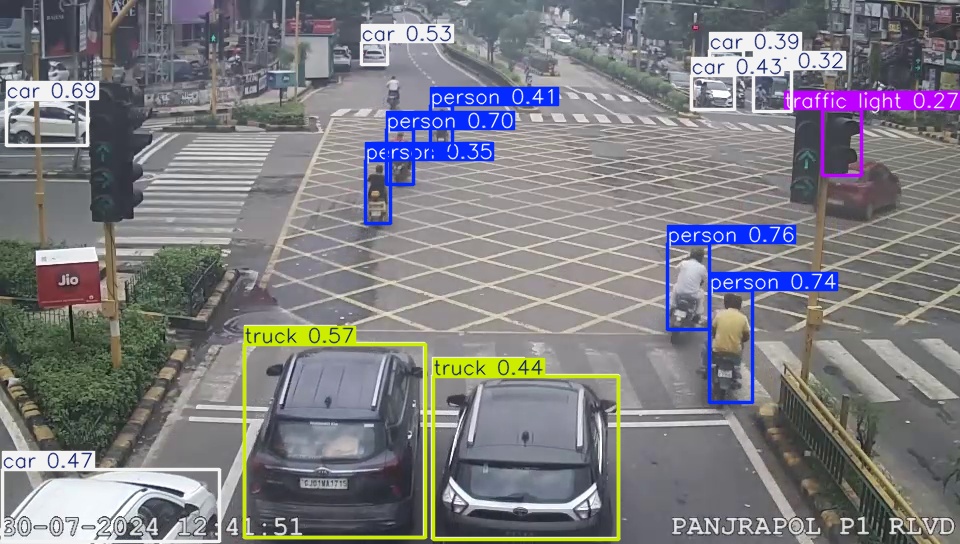 car 0.53
car 0.39
car 0.43
0.32
car 0.69
person 0.41
traffic light 0.27
person 0.70
person 0.35
person 0.76
Jio
person 0.74
truck 0.57
truck 0.44
car 0.47
GJ01WA1715
30-07-2024 12:41:51
PANJRAPOL P1 RLVD